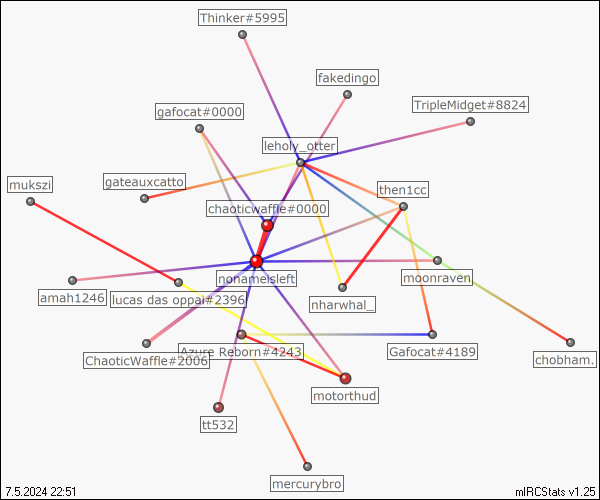 Thinker#5995
fakedingo
TripleMidget#8824
gafocat#0000
leholy_otter
mukszi
gateauxcatto
then1cc
chaoticwaffle#0000
nonameisleft
moonraven.
amah1246
lucas das oppai#2396
nharwhal_
ChaoticWaffle#2006
Azure Reborn#4243
Gafocat#4189
chobham.
motorthud
tt532
mercurybro
7.5.2024 22:51
mIRCStats v1.25